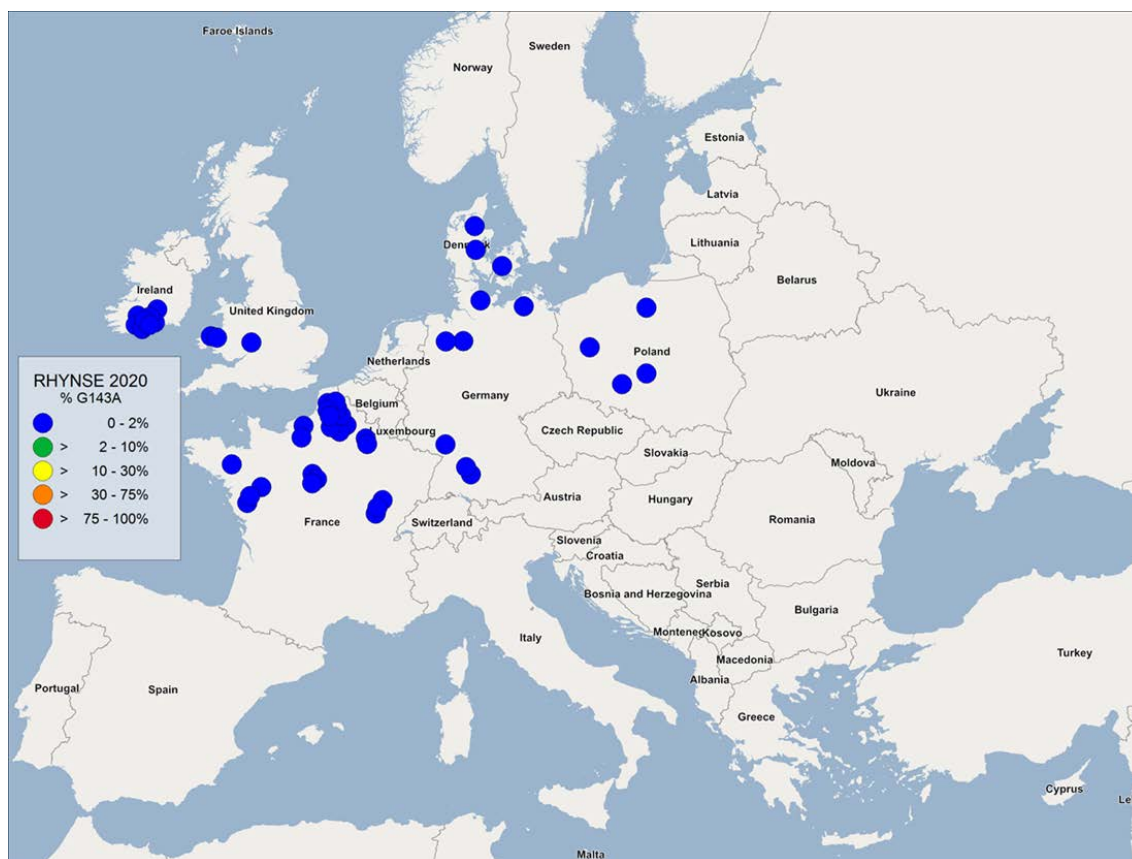 Faroe Islands
Sweden
Norway
Estonia
Latvia
Denmark
Lithuania
Belarus
Ireland
United Kingdom
Netherlands
Poland
RHYNSE 2020
% G143A
0 - 2%
> 2 - 10%
> 10 - 30%
> 30 - 75%
> 75 - 100%
Belgium
Germany
Ukraine
Luxembourg
Czech Republic
Slovakia
Moldova
Austria
Hungary
France
Switzerland
Romania
Slovenia
Croatia
Serbia
Bosnia and Herzegovina
Bulgaria
Italy
Monteneg
Kosovo
Macedonia
Turkey
Albania
Portugal
Spain
Greece
Cyprus
Le
Malta